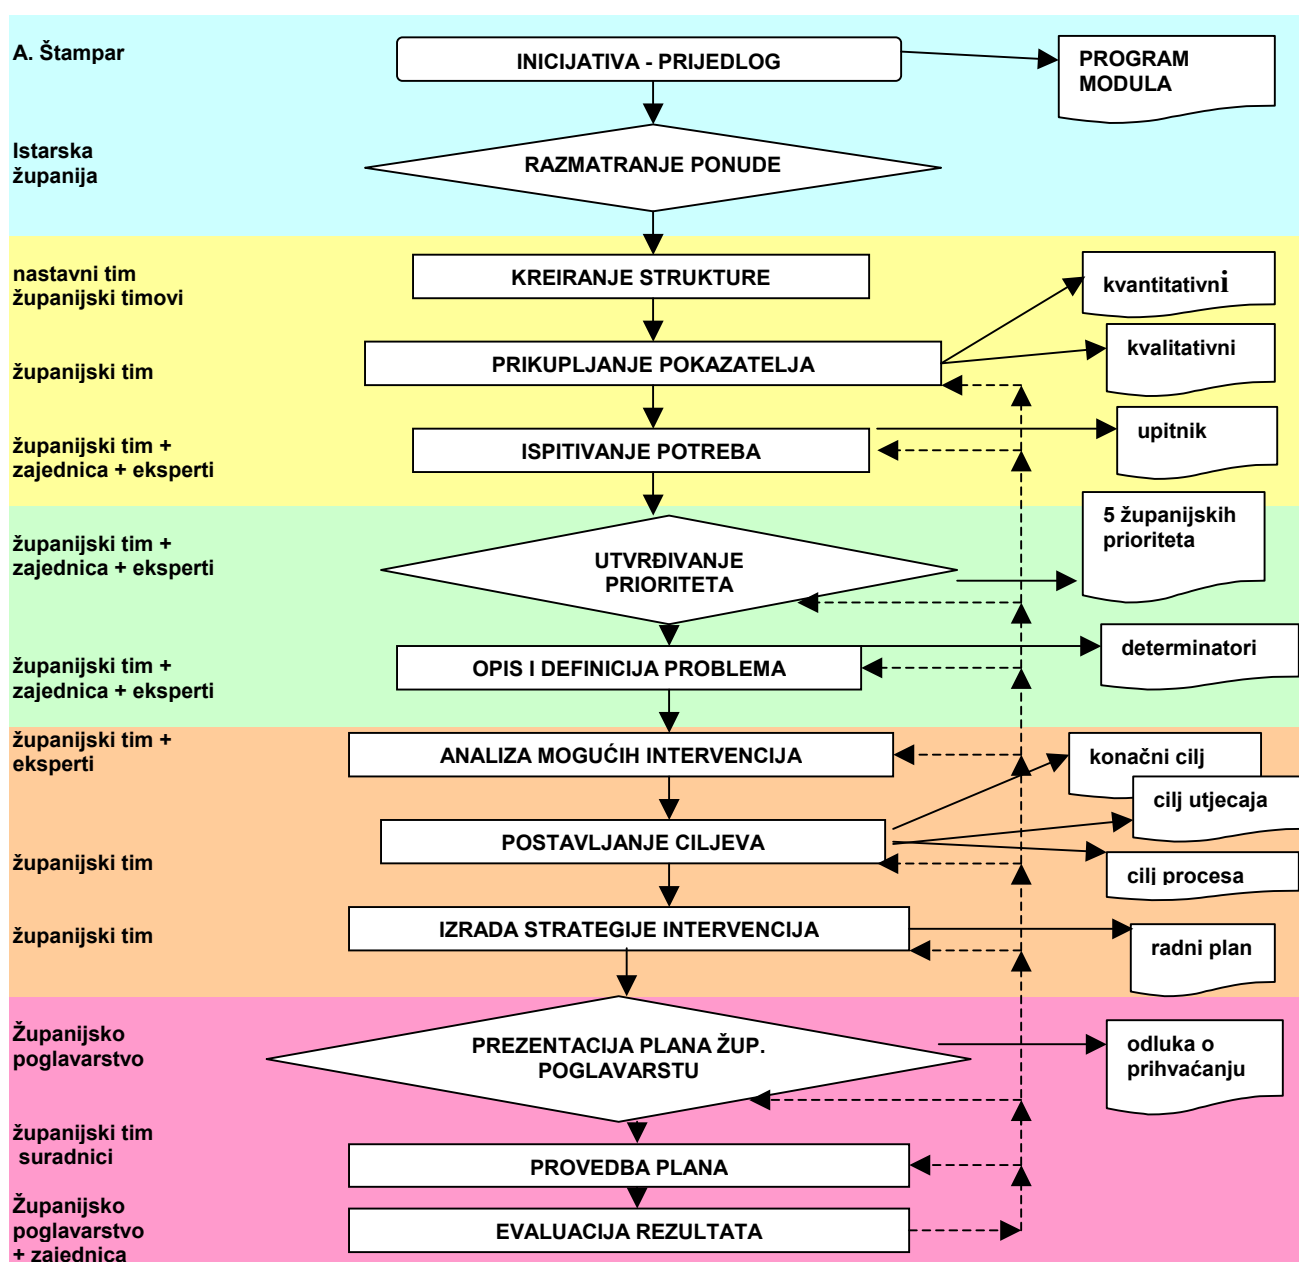 A. Štampar
INICIJATIVA - PRIJEDLOG
PROGRAM
MODULA
Istarska
županija
RAZMATRANJE PONUDE
nastavni tim
županijski timovi
KREIRANJE STRUKTURE
kvantitativni
županijski tim
PRIKUPLJANJE POKAZATELJA
kvalitativni
županijski tim +
zajednica + eksperti
ISPITIVANJE POTREBA
upitnik
županijski tim +
zajednica + eksperti
UTVRĐIVANJE
PRIORITETA
5 županijskih
prioriteta
županijski tim +
zajednica + eksperti
OPIS I DEFINICIJA PROBLEMA
determinatori
županijski tim +
eksperti
ANALIZA MOGUĆIH INTERVENCIJA
konačni cilj
cilj utjecaja
županijski tim
POSTAVLJANJE CILJEVA
cilj procesa
županijski tim
IZRADA STRATEGIJE INTERVENCIJA
radni plan
Županijsko
poglavarstvo
PREZENTACIJA PLANA ŽUP.
POGLAVARSTU
odluka o
prihvaćanju
županijski tim
suradnici
PROVEDBA PLANA
Županijsko
poglavarstvo
+ zajednica
EVALUACIJA REZULTATA